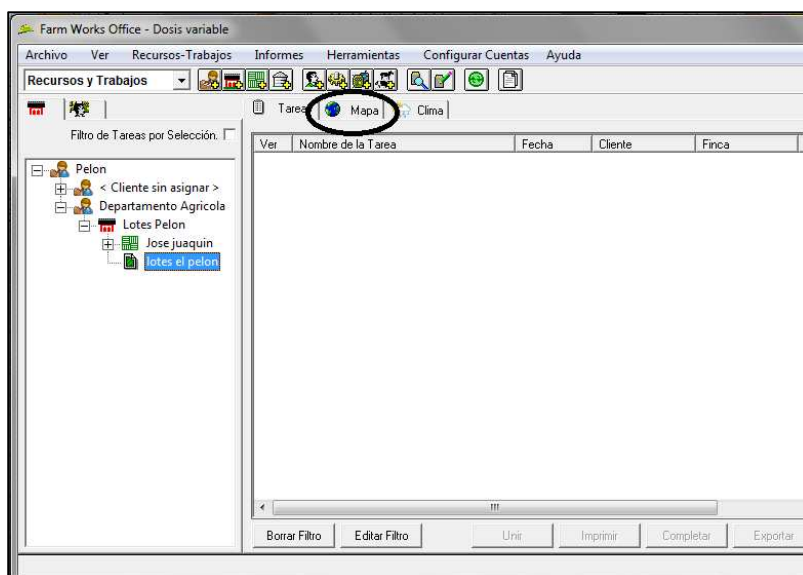 Farm Works Office - Dosis variable
Archivo Ver Recursos-Trabajos Informes Herramientas Configurar Cuentas Ayuda
Recursos y Trabajos
Tareas Mapa Clima
Filtro de Tareas por Selección.
Ver Nombre de la Tarea Fecha Cliente Finca
Pelon
< Cliente sin asignar >
Departamento Agricola
Lotes Pelon
Jose juaquin
lotes el pelon
Borrar Filtro Editar Filtro Unir Imprimir Completar Exportar